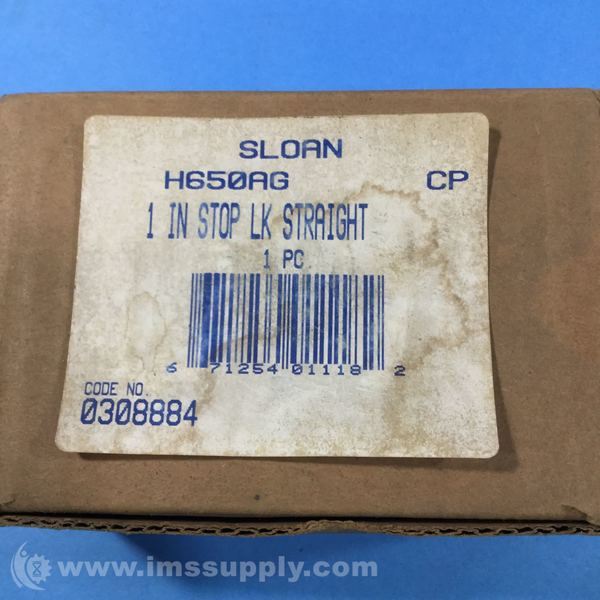 SLOAN
H650AG CP
1 IN STOP LK STRAIGHT
1 PC.
6 71254 01118 2
CODE NO.
0308884
www.imssupply.com